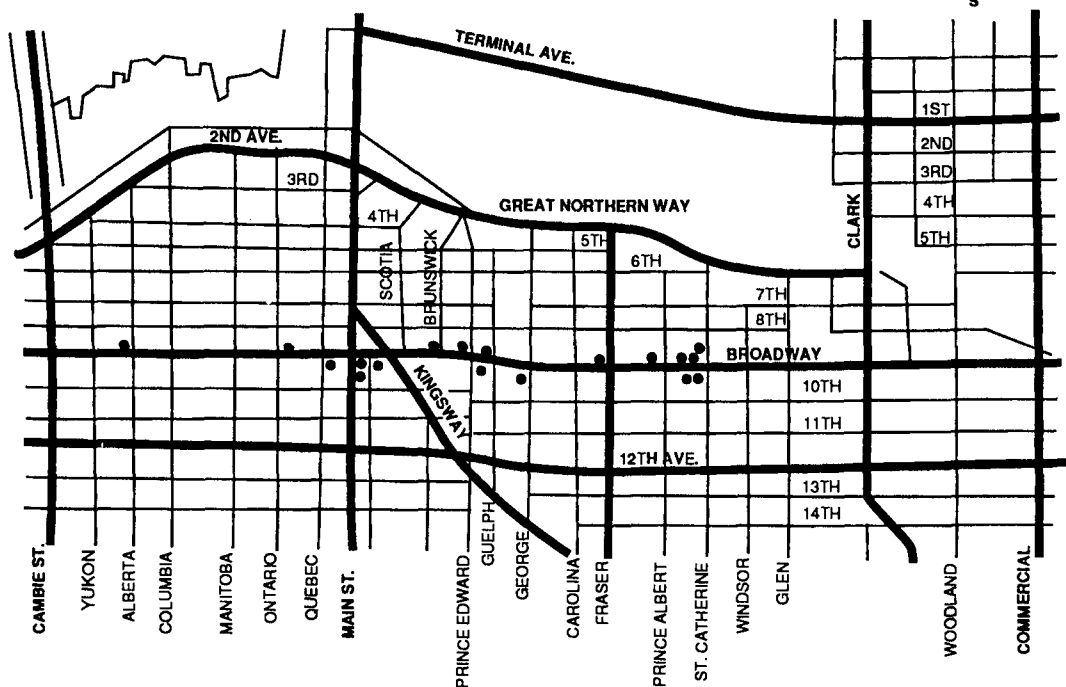 S
TERMINAL AVE.
1ST
2ND AVE.
2ND
3RD
3RD
4TH
GREAT NORTHERN WAY
4TH
SCOTIA
BRUNSWICK
5TH
CLARK
5TH
6TH
7TH
8TH
BROADWAY
KINGSWAY
10TH
11TH
12TH AVE.
13TH
14TH
CAMBIE ST.
YUKON
ALBERTA
COLUMBIA
MANITOBA
ONTARIO
QUEBEC
MAIN ST.
PRINCE EDWARD
GUELPH
GEORGE
CAROLINA
FRASER
PRINCE ALBERT
ST. CATHERINE
WINDSOR
GLEN
WOODLAND
COMMERCIAL